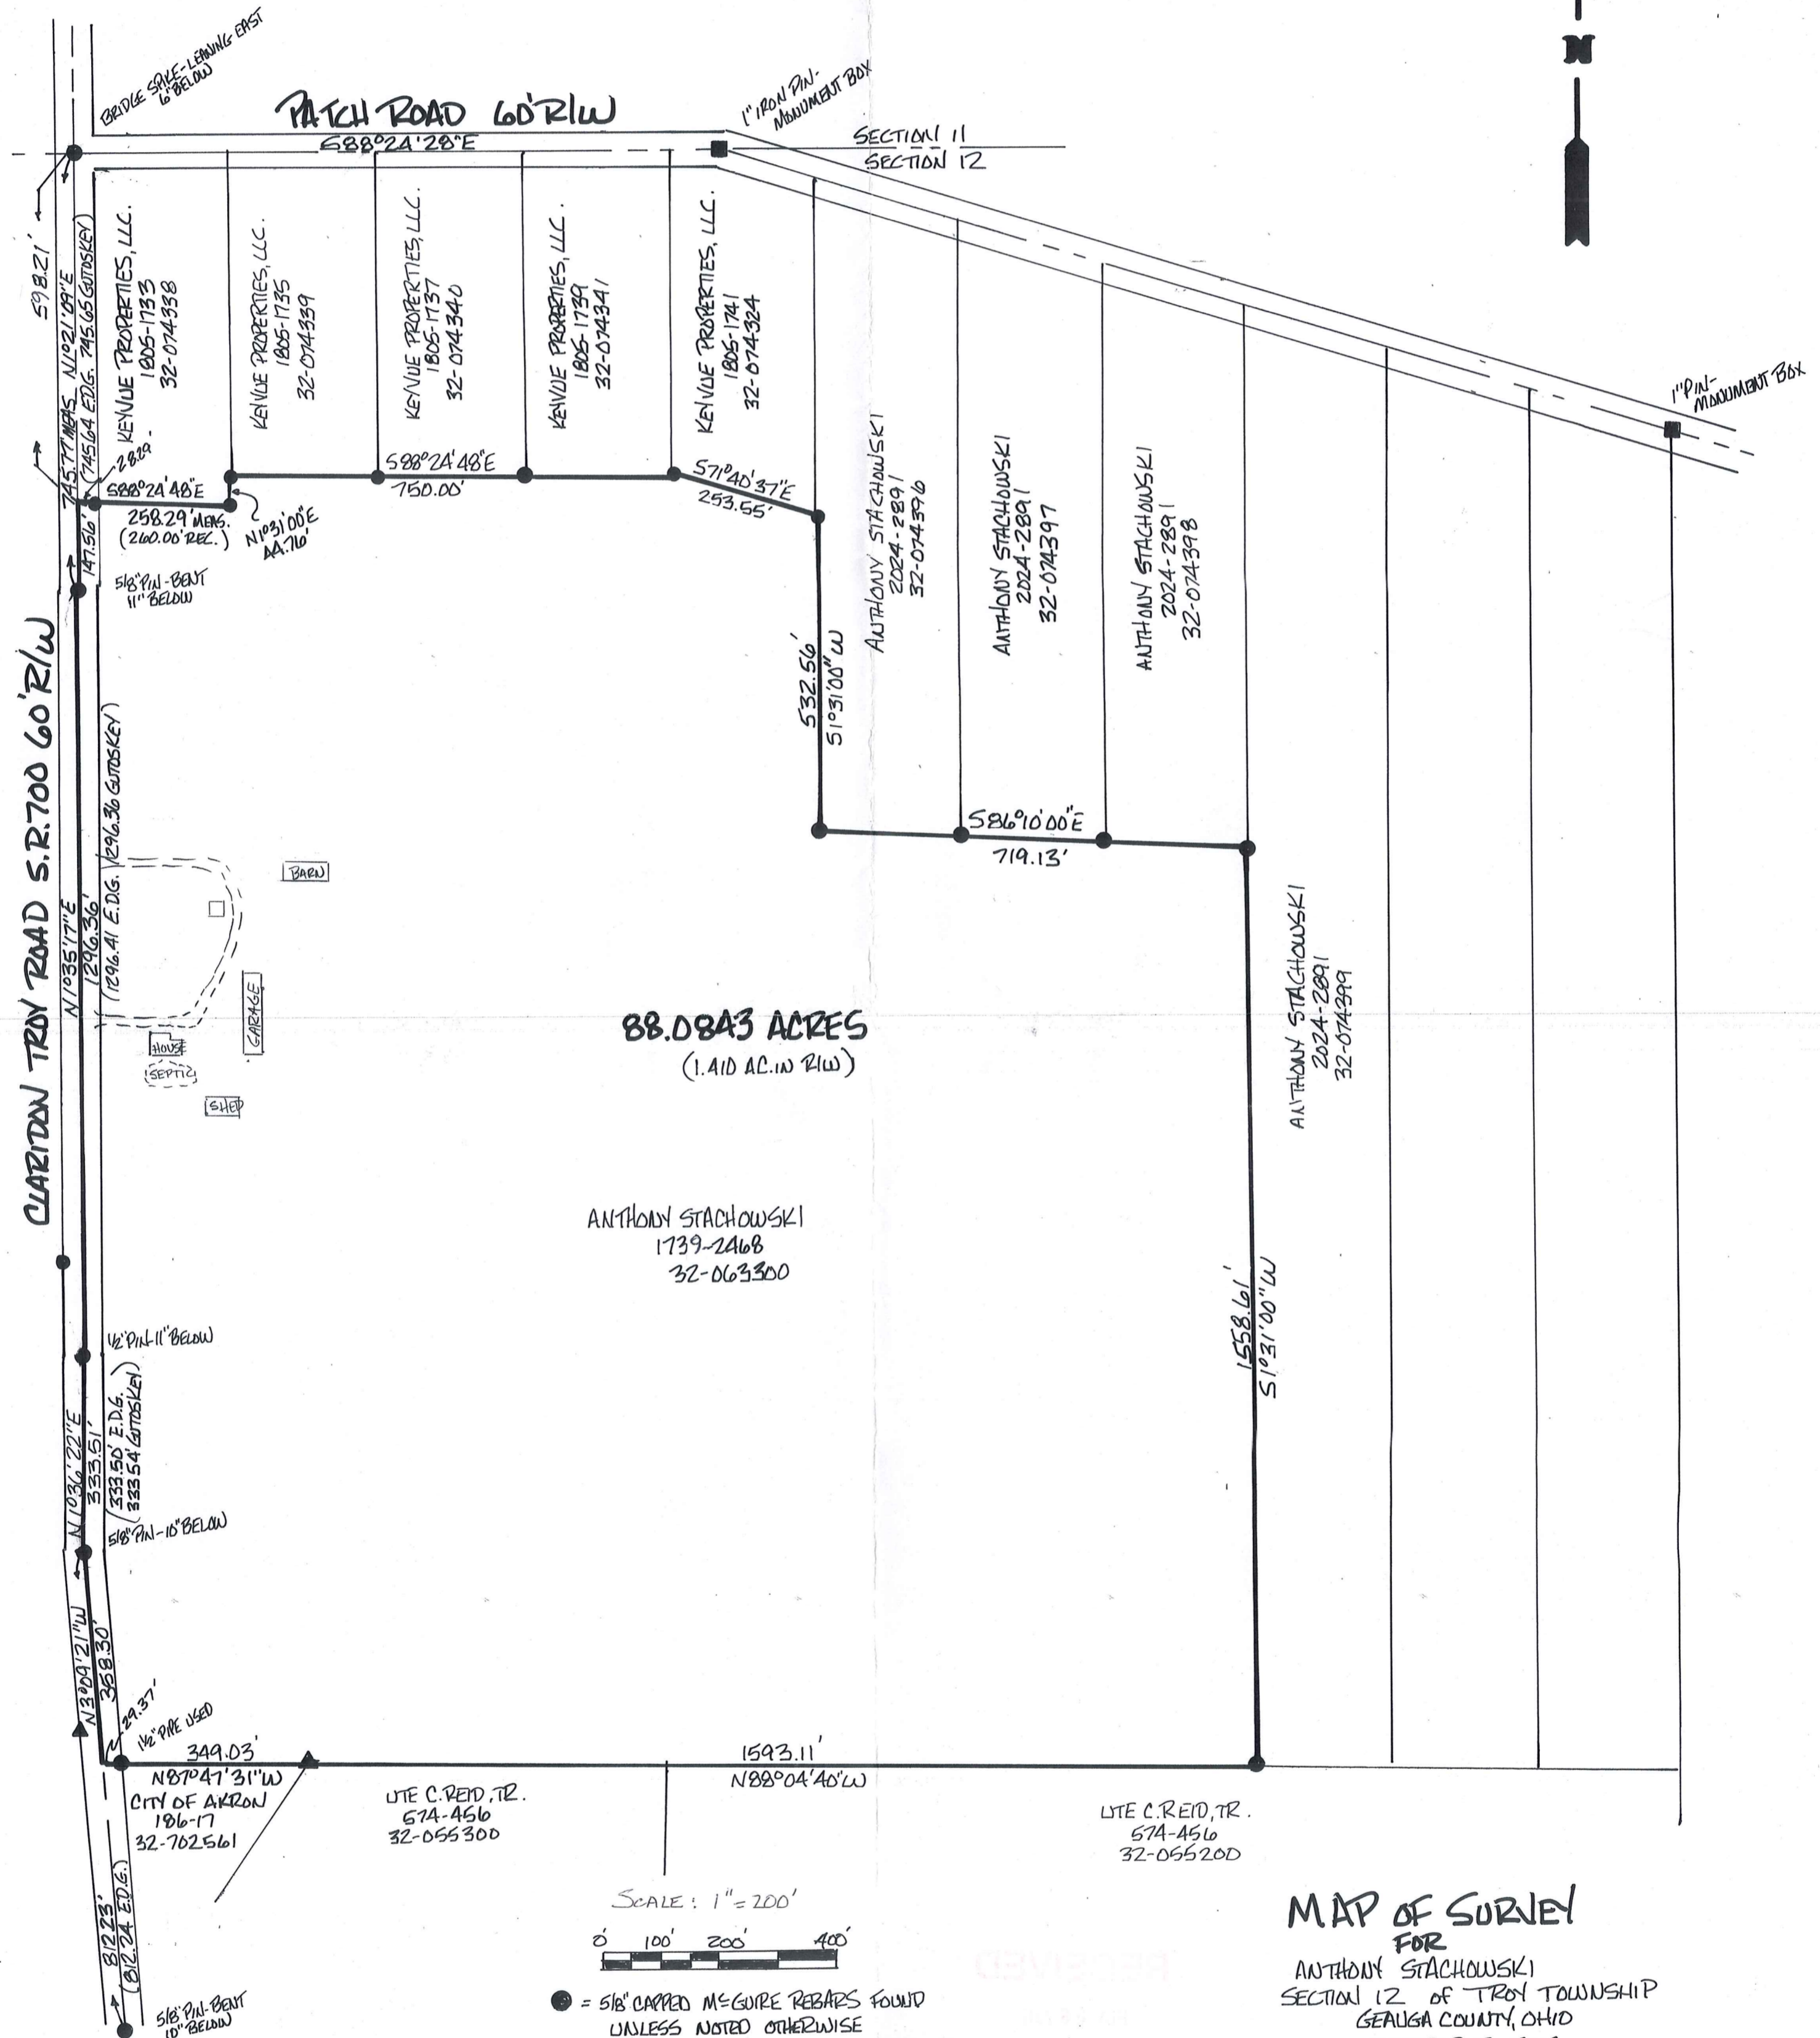 BRIDGE SPIKE-LEANING EAST
6" BELOW
PATCH ROAD 60'R/W
S88°24'28"E
1" IRON PIN-
MONUMENT BOX
SECTION 11
SECTION 12
N
1" PIN-
MONUMENT BOX
598.21'
745.77' MEAS. N1°21'09"E
(745.64 E.D.G. 745.65 GUTOSKEY)
KEIVUE PROPERTIES, LLC.
1805-1733
32-074338
KEIVUE PROPERTIES, LLC.
1805-1735
32-074339
KEIVUE PROPERTIES, LLC.
1805-1737
32-074340
KEIVUE PROPERTIES, LLC.
1805-1739
32-074341
KEIVUE PROPERTIES, LLC.
1805-1741
32-074324
28.29
S88°24'48"E
258.29' MEAS.
(260.00' REC.)
N1°31'00"E
44.76'
S88°24'48"E
750.00'
S71°40'37"E
253.55'
147.56'
5/8" PIN-BENT
11" BELOW
ANTHONY STACHOWSKI
2024-2891
32-074396
ANTHONY STACHOWSKI
2024-2891
32-074397
ANTHONY STACHOWSKI
2024-2891
32-074398
532.56'
S1°31'00"W
S86°10'00"E
719.13'
CLARIDON TROY ROAD S.R.700 60'R/W
N1°35'17"E
1296.36'
(1296.41 E.D.G. 1296.36 GUTOSKEY)
BARN
GARAGE
HOUSE
SEPTIC
SHED
88.0843 ACRES
(1.410 AC. IN R/W)
ANTHONY STACHOWSKI
2024-2891
32-074399
ANTHONY STACHOWSKI
1739-2468
32-063300
1558.61'
S1°31'00"W
1/2" PIN-11" BELOW
N1°36'22"E
333.51'
(333.50' E.D.G.
333.54' GUTOSKEY)
5/8" PIN-10" BELOW
N3°09'21"W
358.30'
29.37'
1 1/2" PIPE USED
349.03'
N87°47'31"W
CITY OF AKRON
186-17
32-702561
1593.11'
N88°04'40"W
UTE C. REID, TR.
574-456
32-055300
UTE C. REID, TR.
574-456
32-055200
812.23'
(812.24 E.D.G.)
5/8" PIN-BENT
10" BELOW
SCALE: 1"=200'
0' 100' 200' 400'
= 5/8" CAPPED McGUIRE REBARS FOUND
UNLESS NOTED OTHERWISE
MAP OF SURVEY
FOR
ANTHONY STACHOWSKI
SECTION 12 of TROY TOWNSHIP
GEAUGA COUNTY, OHIO